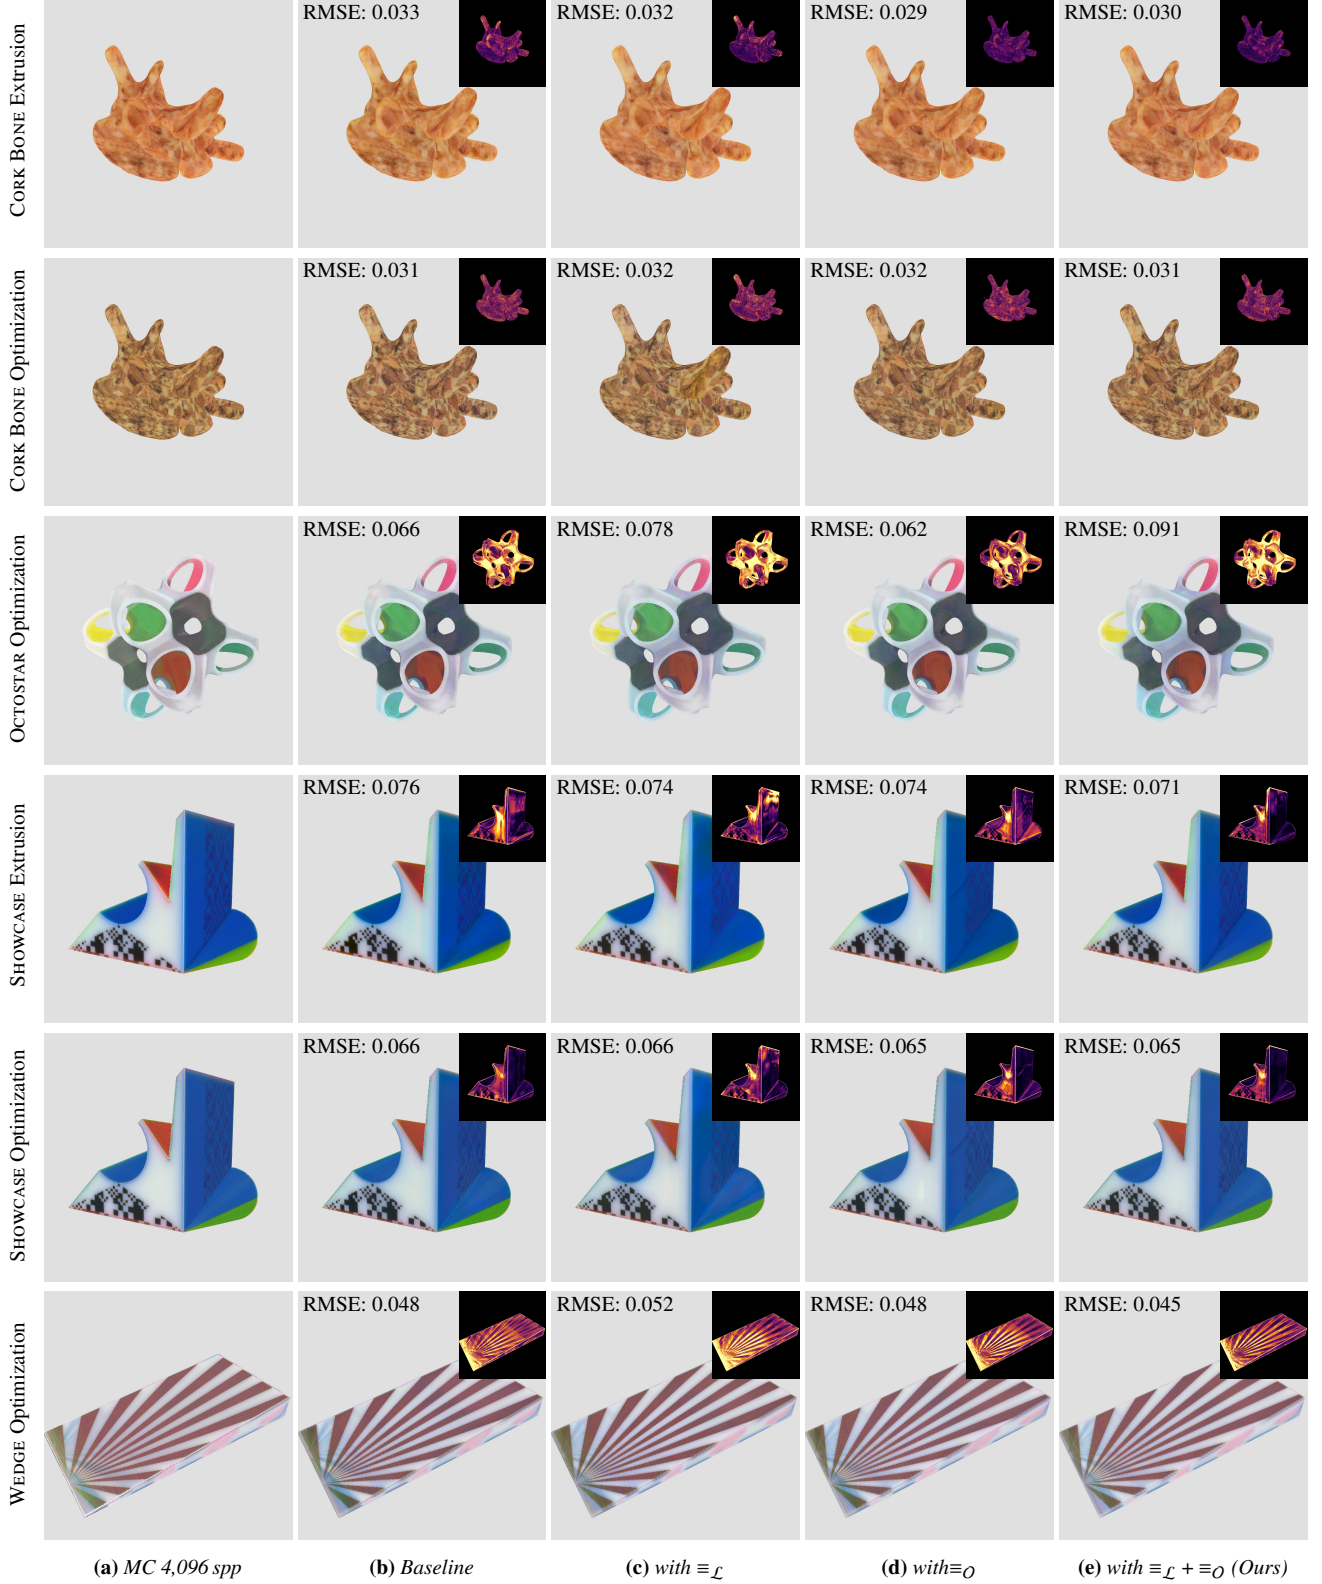 CORK BONE Extrusion
RMSE: 0.033
RMSE: 0.032
RMSE: 0.029
RMSE: 0.030
CORK BONE Optimization
RMSE: 0.031
RMSE: 0.032
RMSE: 0.032
RMSE: 0.031
OCTOSTAR Optimization
RMSE: 0.066
RMSE: 0.078
RMSE: 0.062
RMSE: 0.091
SHOWCASE Extrusion
RMSE: 0.076
RMSE: 0.074
RMSE: 0.074
RMSE: 0.071
SHOWCASE Optimization
RMSE: 0.066
RMSE: 0.066
RMSE: 0.065
RMSE: 0.065
WEDGE Optimization
RMSE: 0.048
RMSE: 0.052
RMSE: 0.048
RMSE: 0.045
(a) MC 4,096 spp
(b) Baseline
(c) with ≡ℒ
(d) with≡𝒪
(e) with ≡ℒ + ≡𝒪 (Ours)